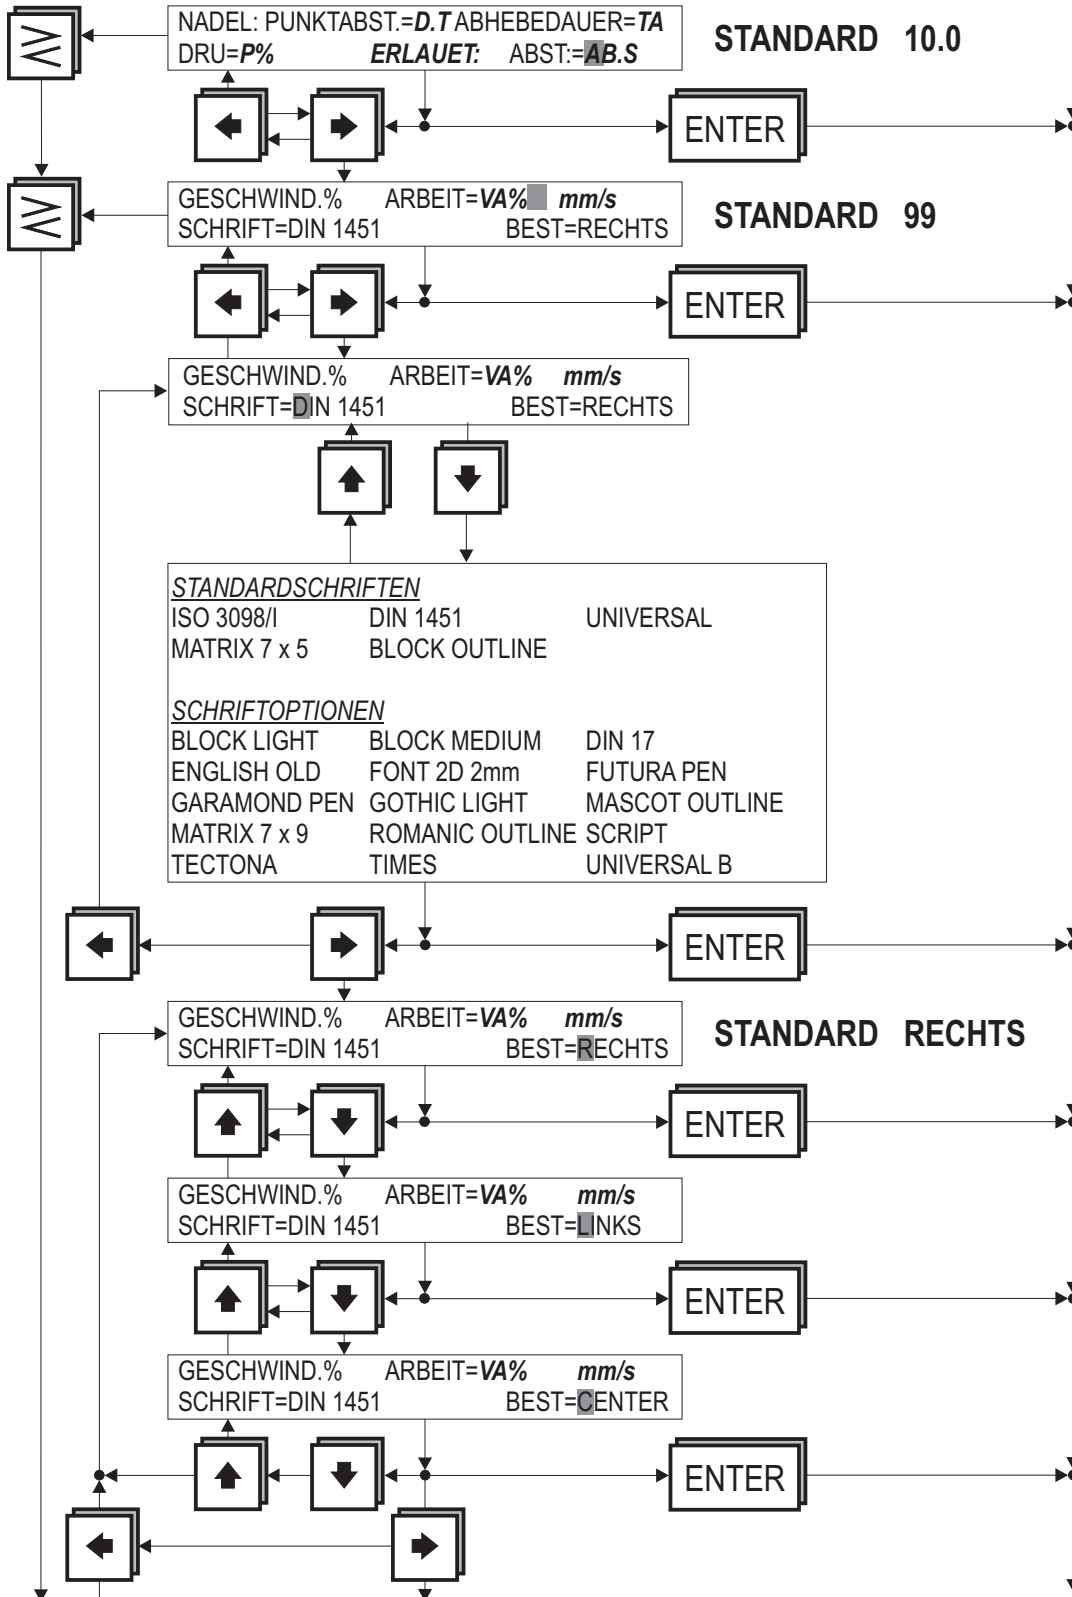 NADEL: PUNKTABST.=D.T ABHEBEDAUER=TA
DRU=P% ERLAUET: ABST.:=AB.S
STANDARD 10.0
ENTER
GESCHWIND.% ARBEIT=VA% mm/s
SCHRIFT=DIN 1451 BEST=RECHTS
STANDARD 99
ENTER
GESCHWIND.% ARBEIT=VA% mm/s
SCHRIFT=DIN 1451 BEST=RECHTS
STANDARDSCHRIFTEN
ISO 3098/I DIN 1451 UNIVERSAL
MATRIX 7 x 5 BLOCK OUTLINE
SCHRIFTOPTIONEN
BLOCK LIGHT BLOCK MEDIUM DIN 17
ENGLISH OLD FONT 2D 2mm FUTURA PEN
GARAMOND PEN GOTHIC LIGHT MASCOT OUTLINE
MATRIX 7 x 9 ROMANIC OUTLINE SCRIPT
TECTONA TIMES UNIVERSAL B
ENTER
GESCHWIND.% ARBEIT=VA% mm/s
SCHRIFT=DIN 1451 BEST=RECHTS
STANDARD RECHTS
ENTER
GESCHWIND.% ARBEIT=VA% mm/s
SCHRIFT=DIN 1451 BEST=LINKS
ENTER
GESCHWIND.% ARBEIT=VA% mm/s
SCHRIFT=DIN 1451 BEST=CENTER
ENTER